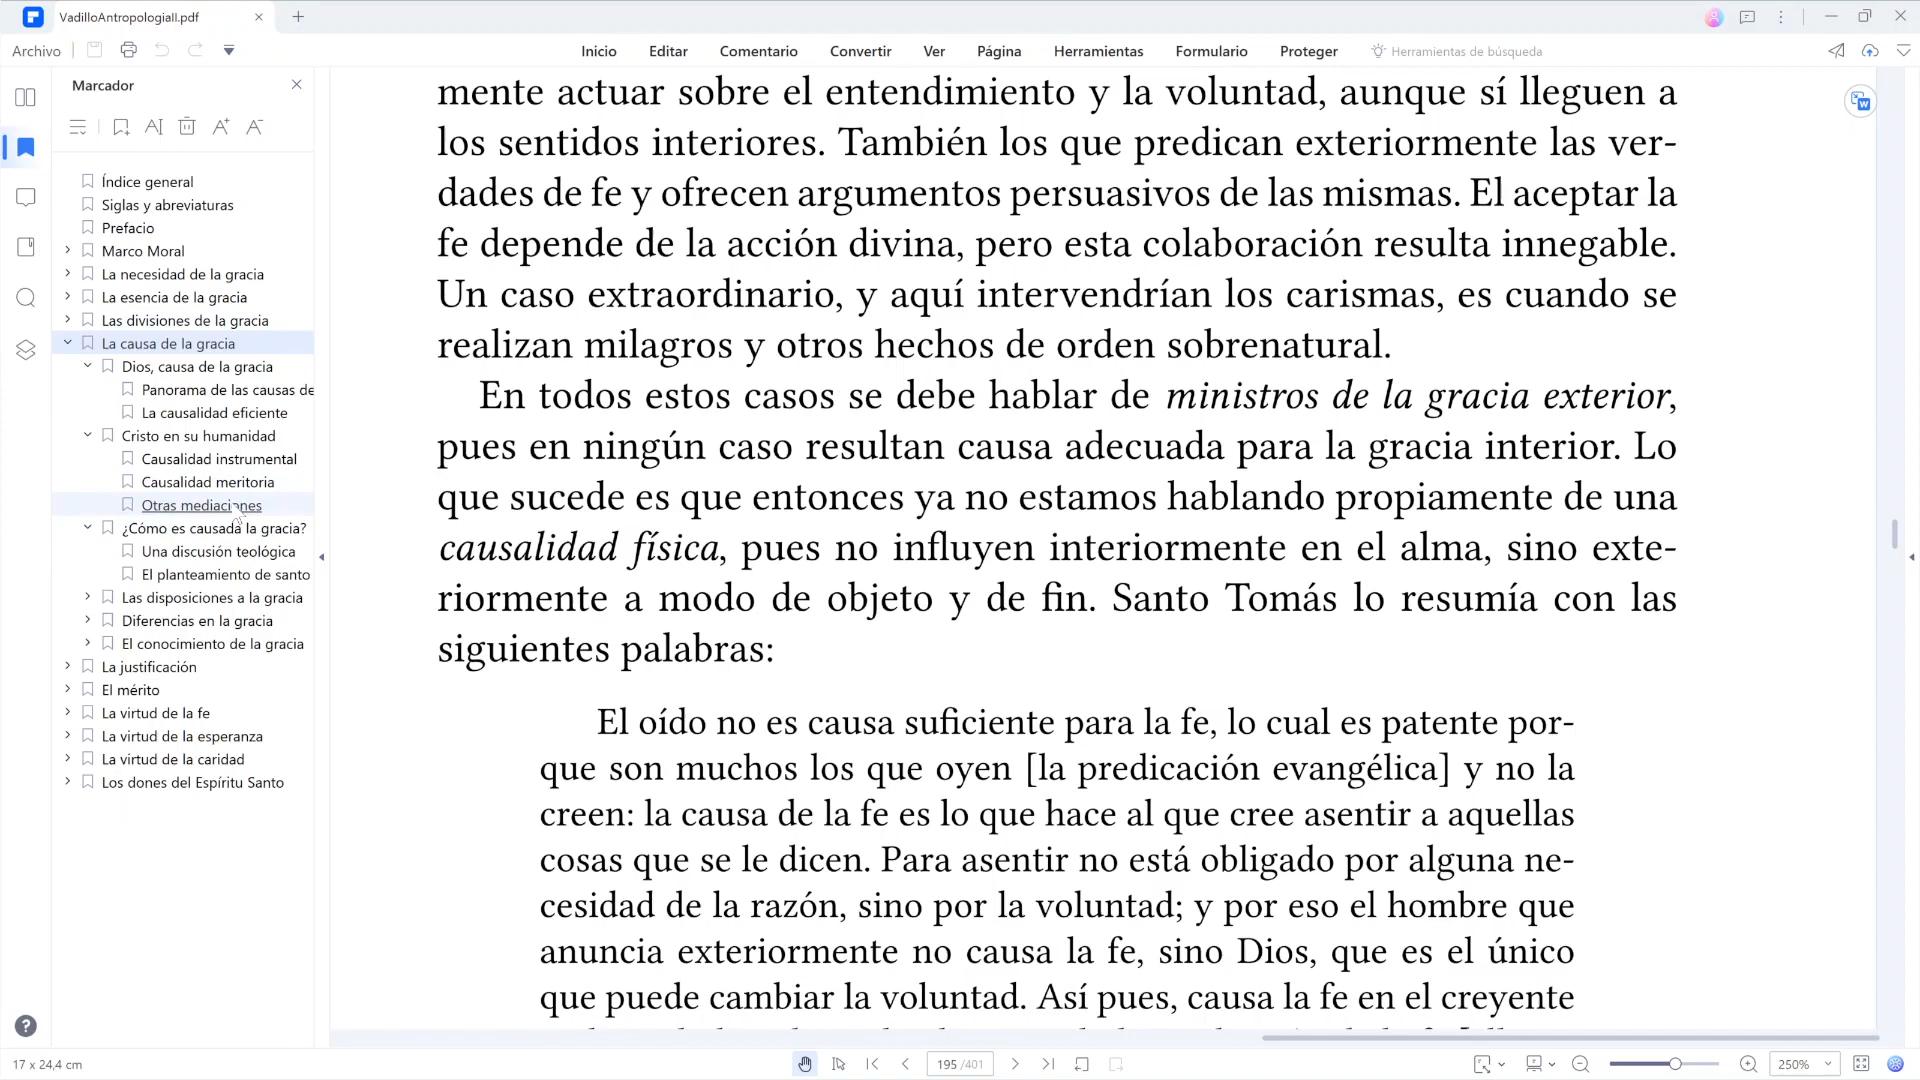 VadilloAntropologiaII.pdf
Archivo
Inicio
Editar
Comentario
Convertir
Ver
Página
Herramientas
Formulario
Proteger
Herramientas de búsqueda
Marcador
Índice general
Siglas y abreviaturas
Prefacio
Marco Moral
La necesidad de la gracia
La esencia de la gracia
Las divisiones de la gracia
La causa de la gracia
Dios, causa de la gracia
Panorama de las causas de
La causalidad eficiente
Cristo en su humanidad
Causalidad instrumental
Causalidad meritoria
Otras mediaciones
¿Cómo es causada la gracia?
Una discusión teológica
El planteamiento de santo
Las disposiciones a la gracia
Diferencias en la gracia
El conocimiento de la gracia
La justificación
El mérito
La virtud de la fe
La virtud de la esperanza
La virtud de la caridad
Los dones del Espíritu Santo
mente actuar sobre el entendimiento y la voluntad, aunque sí lleguen a
los sentidos interiores. También los que predican exteriormente las ver-
dades de fe y ofrecen argumentos persuasivos de las mismas. El aceptar la
fe depende de la acción divina, pero esta colaboración resulta innegable.
Un caso extraordinario, y aquí intervendrían los carismas, es cuando se
realizan milagros y otros hechos de orden sobrenatural.
En todos estos casos se debe hablar de ministros de la gracia exterior,
pues en ningún caso resultan causa adecuada para la gracia interior. Lo
que sucede es que entonces ya no estamos hablando propiamente de una
causalidad física, pues no influyen interiormente en el alma, sino exte-
riormente a modo de objeto y de fin. Santo Tomás lo resumía con las
siguientes palabras:
El oído no es causa suficiente para la fe, lo cual es patente por-
que son muchos los que oyen [la predicación evangélica] y no la
creen: la causa de la fe es lo que hace al que cree asentir a aquellas
cosas que se le dicen. Para asentir no está obligado por alguna ne-
cesidad de la razón, sino por la voluntad; y por eso el hombre que
anuncia exteriormente no causa la fe, sino Dios, que es el único
que puede cambiar la voluntad. Así pues, causa la fe en el creyente
17 x 24,4 cm
195 /401
250%